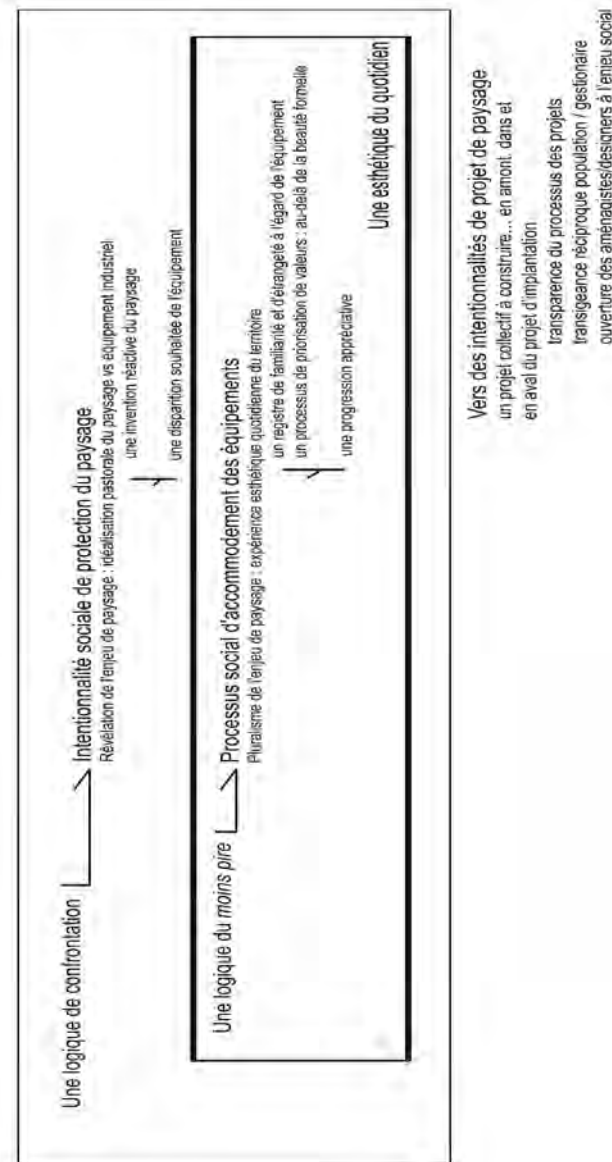 Une logique de confrontation
Intentionnalité sociale de protection du paysage
Révélation de l'enjeu de paysage : idéalisation pastorale du paysage vs équipement industriel
une invention réactive du paysage
une disparition souhaitée de l'équipement
Une logique du moins pire
Processus social d'accommodement des équipements
Pluralisme de l'enjeu de paysage : expérience esthétique quotidienne du territoire
un registre de familiarité et d'étrangeté à l'égard de l'équipement
un processus de priorisation de valeurs : au-delà de la beauté formelle
une progression appréciative
Une esthétique du quotidien
Vers des intentionnalités de projet de paysage
un projet collectif à construire... en amont, dans et
en aval du projet d'implantation
transparence du processus des projets
transigeance réciproque population / gestionaire
ouverture des aménagistes/designers à l'enjeu social